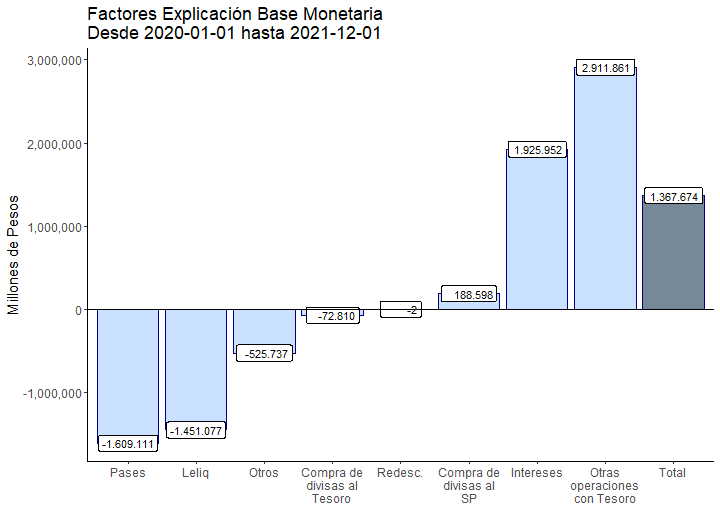 Factores Explicación Base Monetaria
Desde 2020-01-01 hasta 2021-12-01
Millones de Pesos
3,000,000
2,000,000
1,000,000
0
-1,000,000
-1.609.111
-1.451.077
-525.737
-72.810
-2
188.598
1.925.952
2.911.861
1.367.674
Pases
Leliq
Otros
Compra de
divisas al
Tesoro
Redesc.
Compra de
divisas al
SP
Intereses
Otras
operaciones
con Tesoro
Total